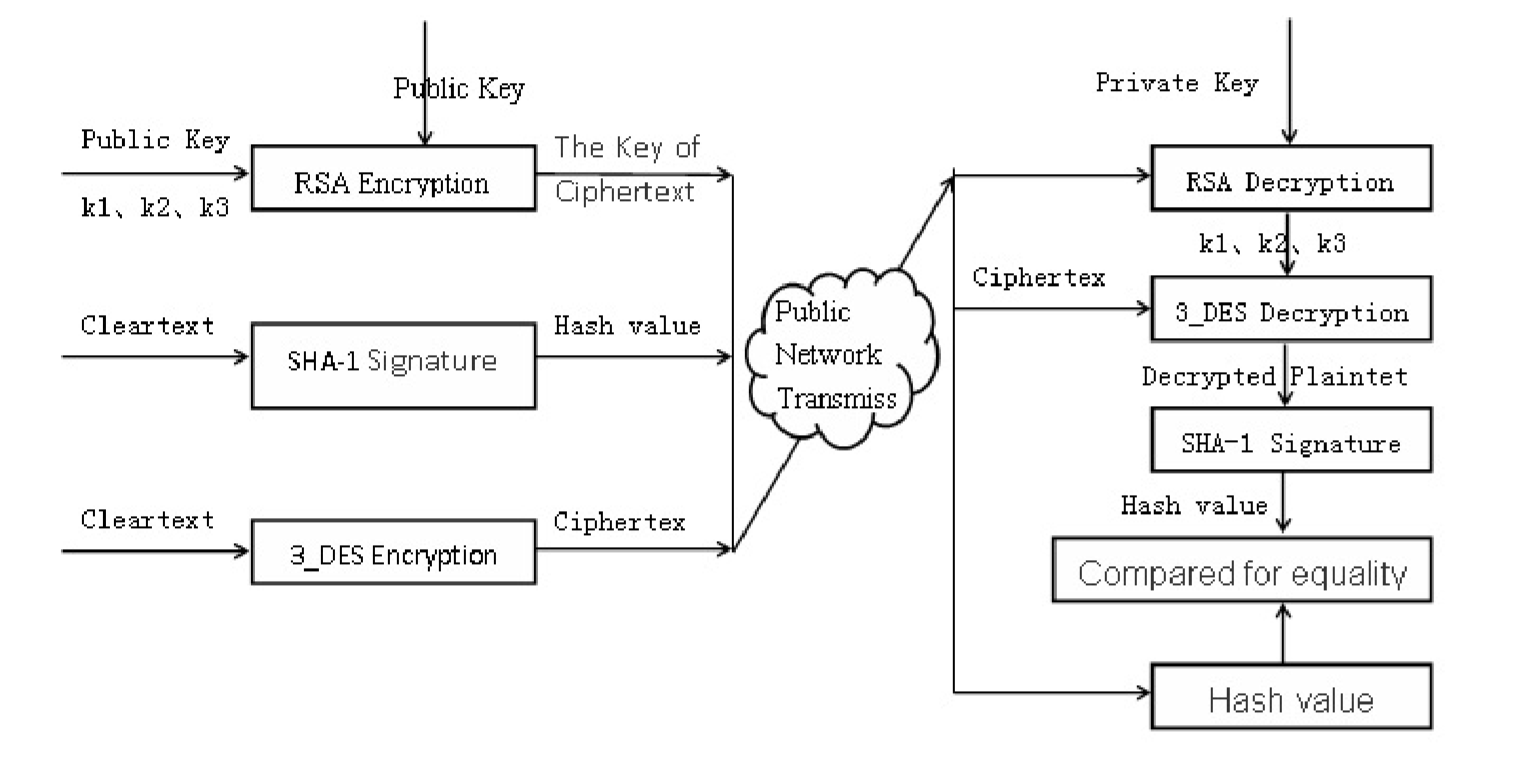 Public Key
Private Key
Public Key
k1、k2、k3
RSA Encryption
The Key of
Ciphertext
RSA Decryption
k1、k2、k3
Cleartext
SHA-1 Signature
Hash value
Public
Network
Transmiss
Ciphertex
3_DES Decryption
Decrypted Plaintet
SHA-1 Signature
Hash value
Cleartext
3_DES Encryption
Ciphertex
Compared for equality
Hash value